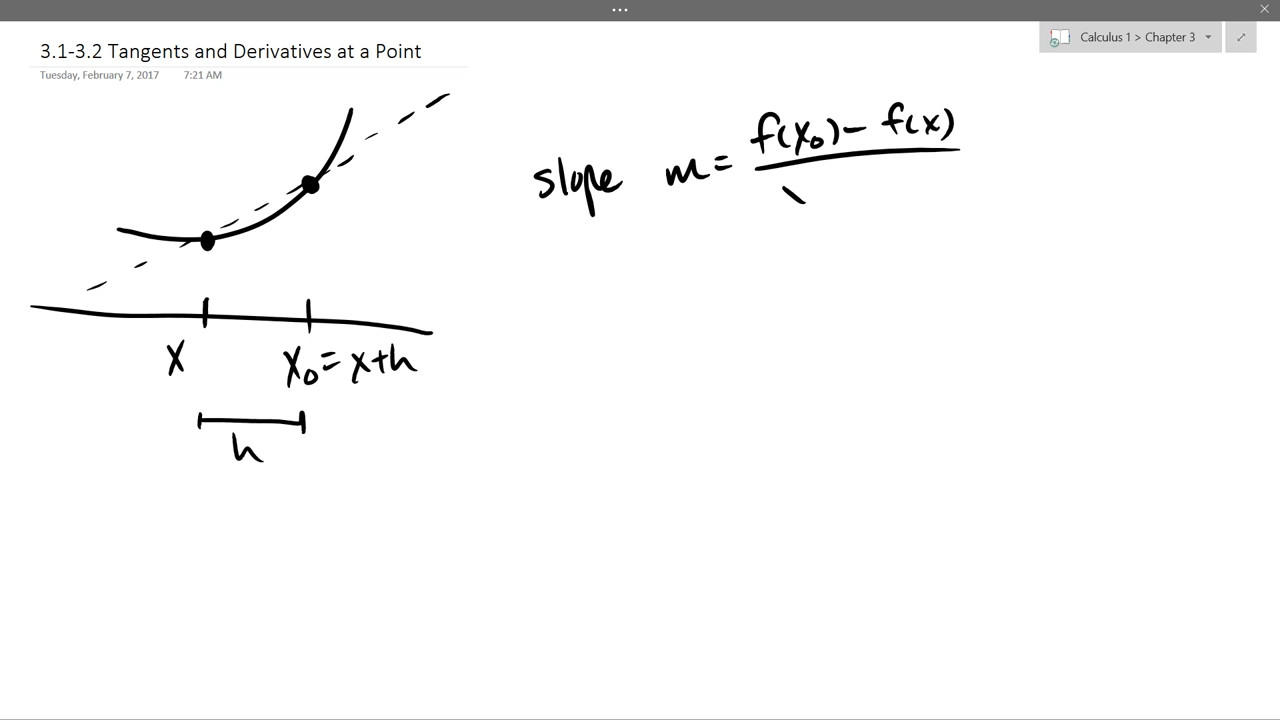 ...
Calculus 1 > Chapter 3
3.1-3.2 Tangents and Derivatives at a Point
Tuesday, February 7, 2017 7:21 AM
slope m = f(x₀) - f(x)
x
x₀ = x+h
h